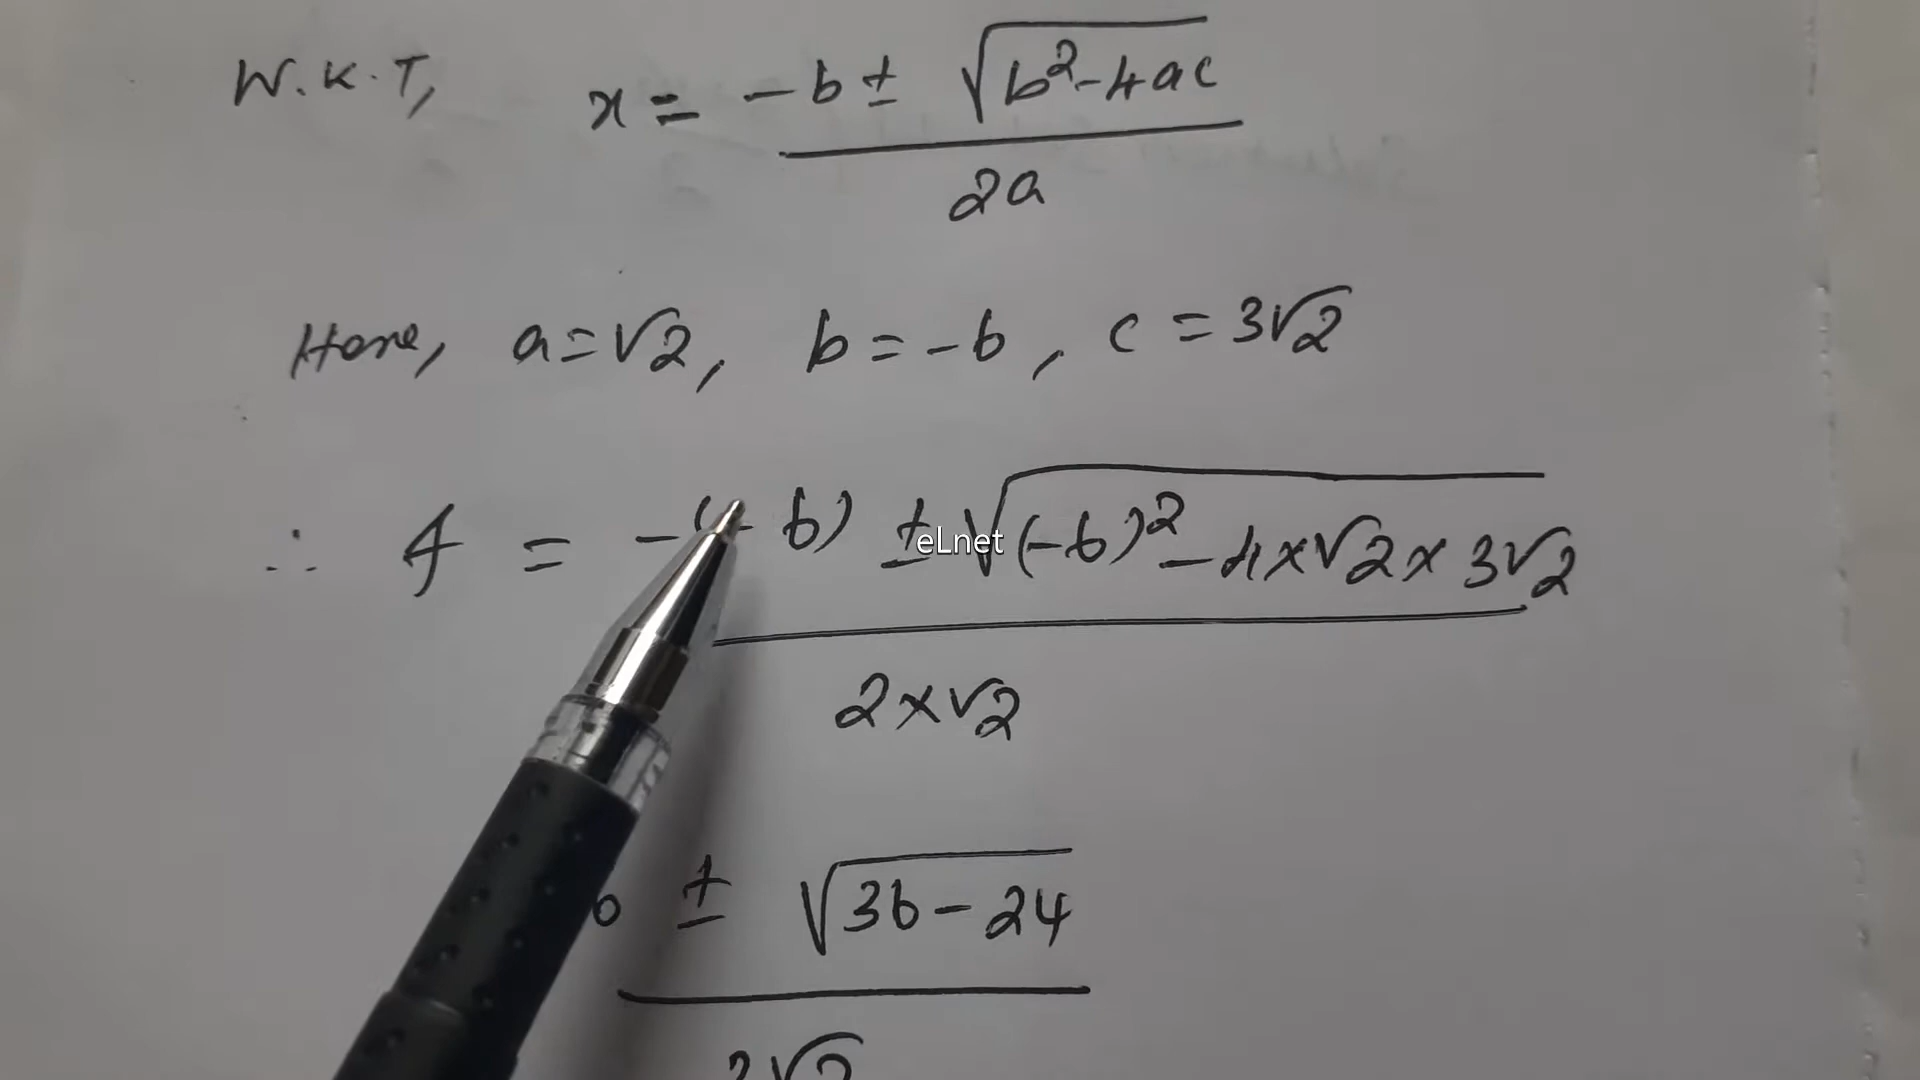 W.K.T, x = -b ± √(b² - 4ac) / 2a
Here, a = √2, b = -6, c = 3√2
∴ f = -(-6) ± √((-6)² - 4×√2×3√2) / 2×√2
eLnet
6 ± √(36 - 24) / 2√2